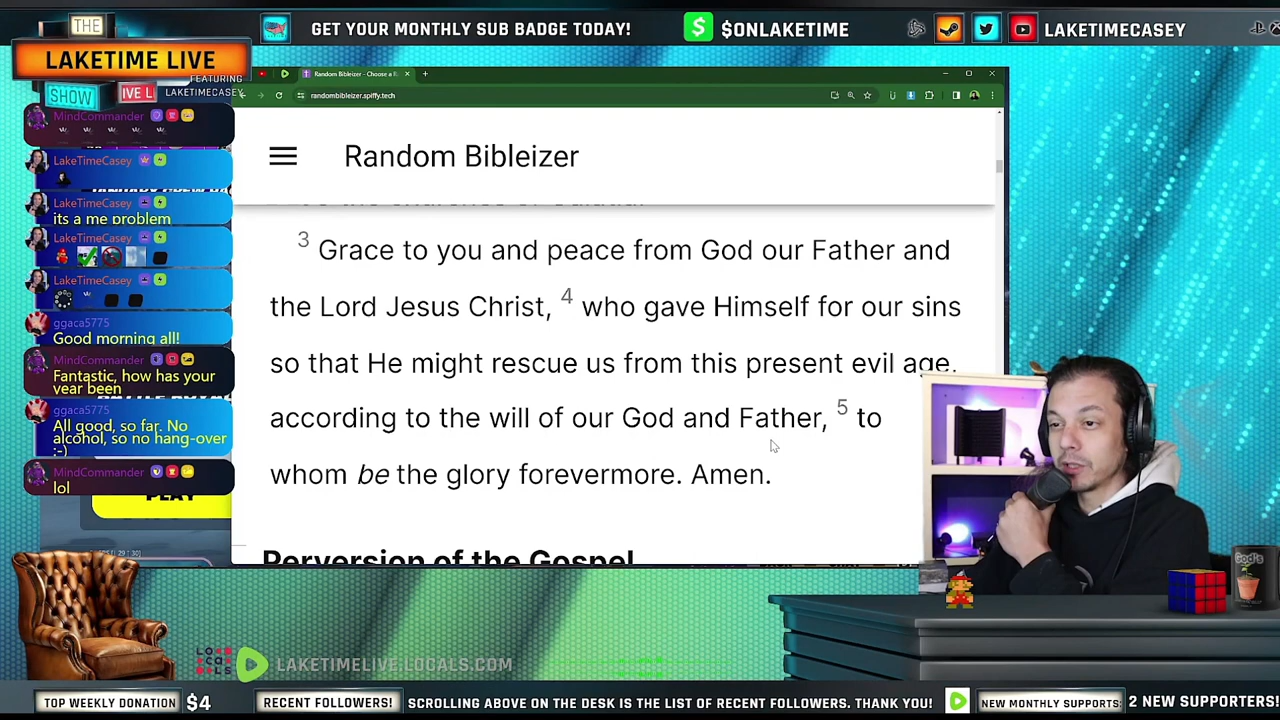 THE
LAKETIME LIVE
FEATURING
LAKETIMECASEY
SHOW
LIVE
GET YOUR MONTHLY SUB BADGE TODAY!
$ONLAKETIME
LAKETIMECASEY
Random Bibleizer - Choose a
randombibleizer.spiffy.tech
Random Bibleizer
3 Grace to you and peace from God our Father and
the Lord Jesus Christ, 4 who gave Himself for our sins
so that He might rescue us from this present evil age,
according to the will of our God and Father, 5 to
whom be the glory forevermore. Amen.
Perversion of the Gospel
MindCommander
LakeTimeCasey
LakeTimeCasey
its a me problem
LakeTimeCasey
LakeTimeCasey
ggaca5775
Good morning all!
MindCommander
Fantastic, how has your
year been
ggaca5775
All good, so far. No
alcohol, so no hang-over
:-)
MindCommander
lol
PLAY
God's
LAKETIMELIVE.LOCALS.COM
TOP WEEKLY DONATION
$4
RECENT FOLLOWERS!
SCROLLING ABOVE ON THE DESK IS THE LIST OF RECENT FOLLOWERS. THANK YOU!
NEW MONTHLY SUPPORTS:
2 NEW SUPPORTERS!